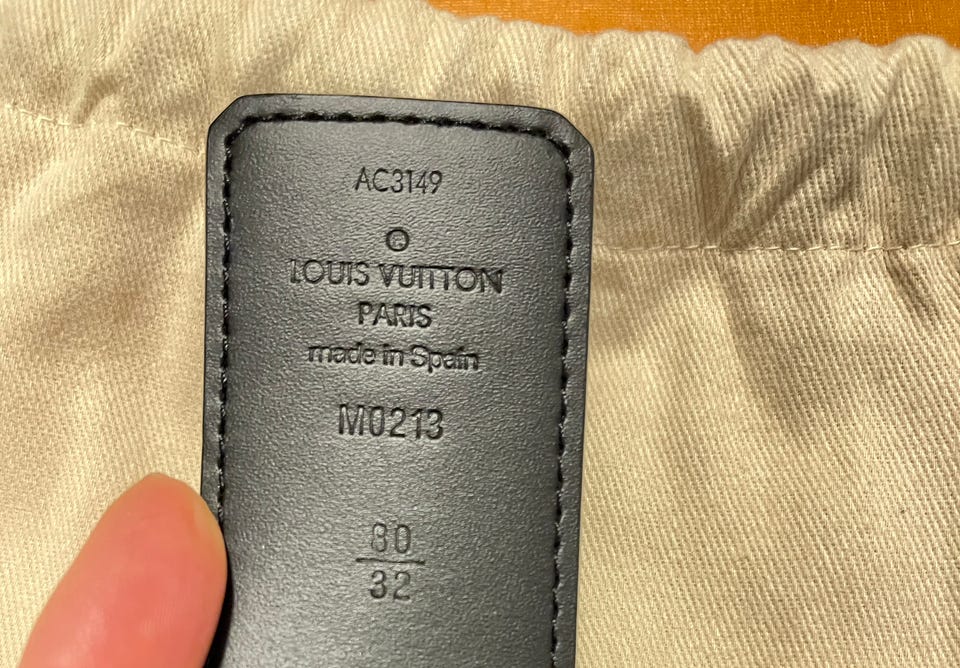 AC3149
R
LOUIS VUITTON
PARIS
made in Spain
M0213
80
32